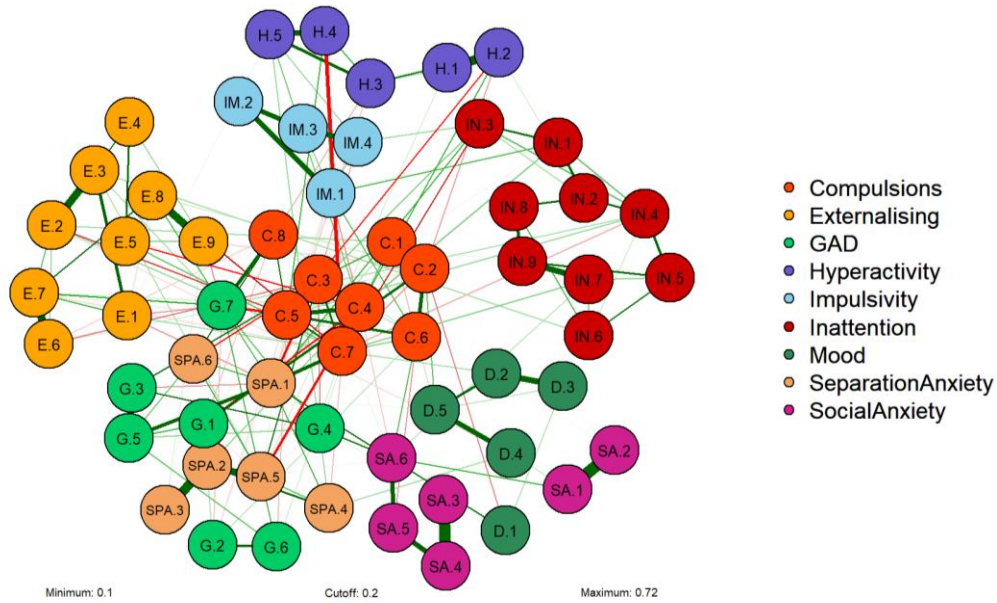 H.5
H.4
H.2
H.1
H.3
IM.2
IM.3
IM.4
IM.1
E.4
E.3
E.8
E.2
E.5
E.9
E.7
E.1
E.6
IN.3
IN.1
IN.8
IN.2
IN.4
IN.9
IN.7
IN.5
IN.6
C.8
C.1
C.2
C.3
C.5
C.4
C.6
C.7
G.7
SPA.6
SPA.1
G.3
G.5
G.1
G.4
SPA.2
SPA.5
SPA.3
SPA.4
G.2
G.6
D.2
D.3
D.5
D.4
D.1
SA.6
SA.3
SA.5
SA.4
SA.2
SA.1
Compulsions
Externalising
GAD
Hyperactivity
Impulsivity
Inattention
Mood
SeparationAnxiety
SocialAnxiety
Minimum: 0.1
Cutoff: 0.2
Maximum: 0.72